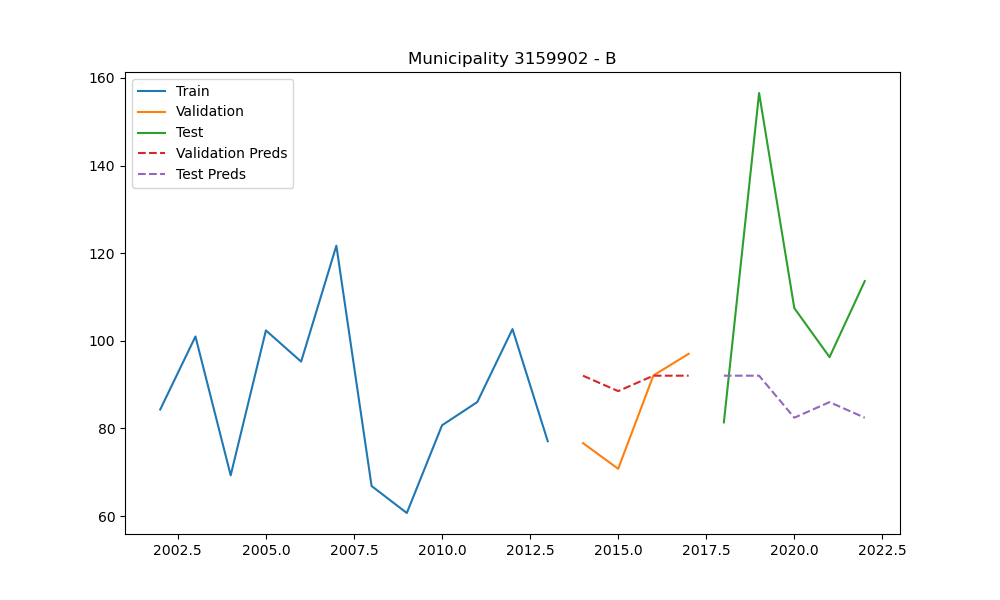 Municipality 3159902 - B
160
140
120
100
80
60
Train
Validation
Test
Validation Preds
Test Preds
2002.5 2005.0 2007.5 2010.0 2012.5 2015.0 2017.5 2020.0 2022.5